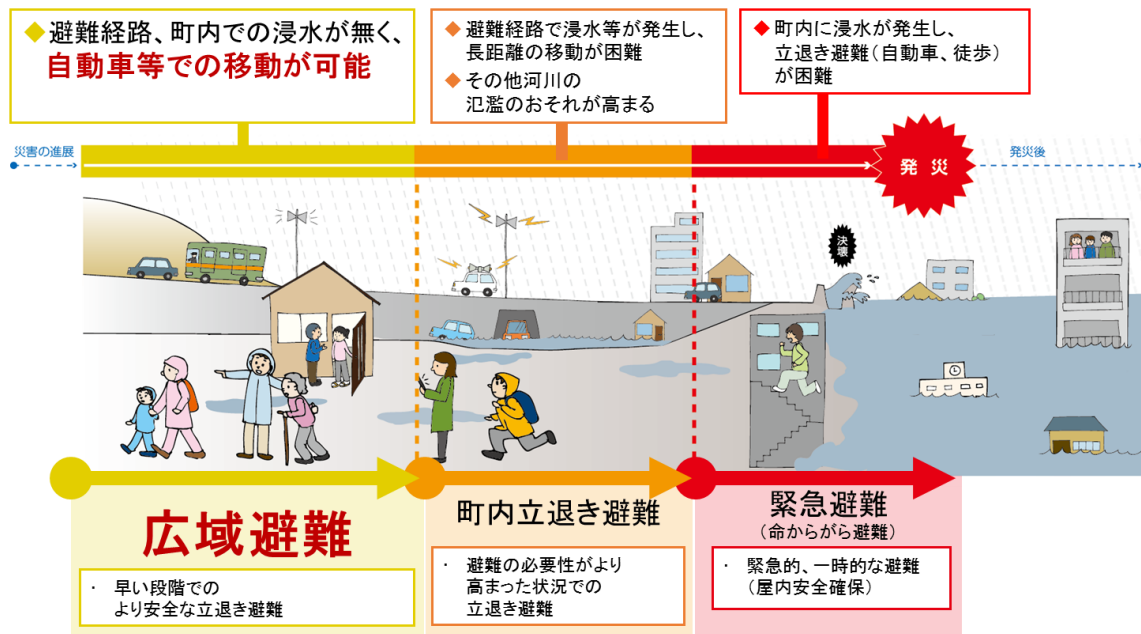 ◆避難経路、町内での浸水が無く、
自動車等での移動が可能
◆避難経路で浸水等が発生し、
長距離の移動が困難
◆その他河川の
氾濫のおそれが高まる
◆町内に浸水が発生し、
立退き避難（自動車、徒歩）
が困難
災害の進展
発災
発災後
決壊
広域避難
・ 早い段階での
より安全な立退き避難
町内立退き避難
・ 避難の必要性がより
高まった状況での
立退き避難
緊急避難
（命からがら避難）
・ 緊急的、一時的な避難
（屋内安全確保）